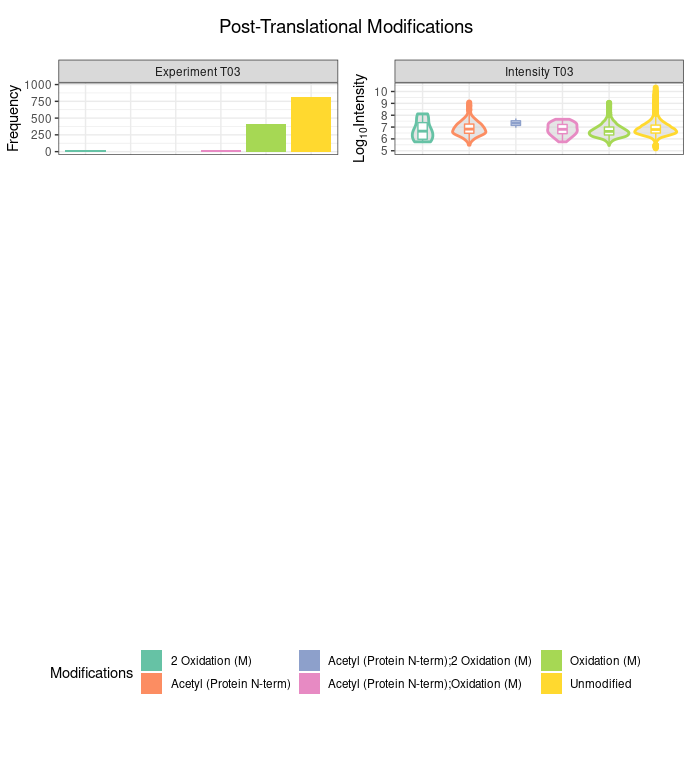 Post-Translational Modifications
Experiment T03
Intensity T03
Frequency
1000
750
500
250
0
Log10Intensity
10
9
8
7
6
5
Modifications
2 Oxidation (M)
Acetyl (Protein N-term);2 Oxidation (M)
Oxidation (M)
Acetyl (Protein N-term)
Acetyl (Protein N-term);Oxidation (M)
Unmodified